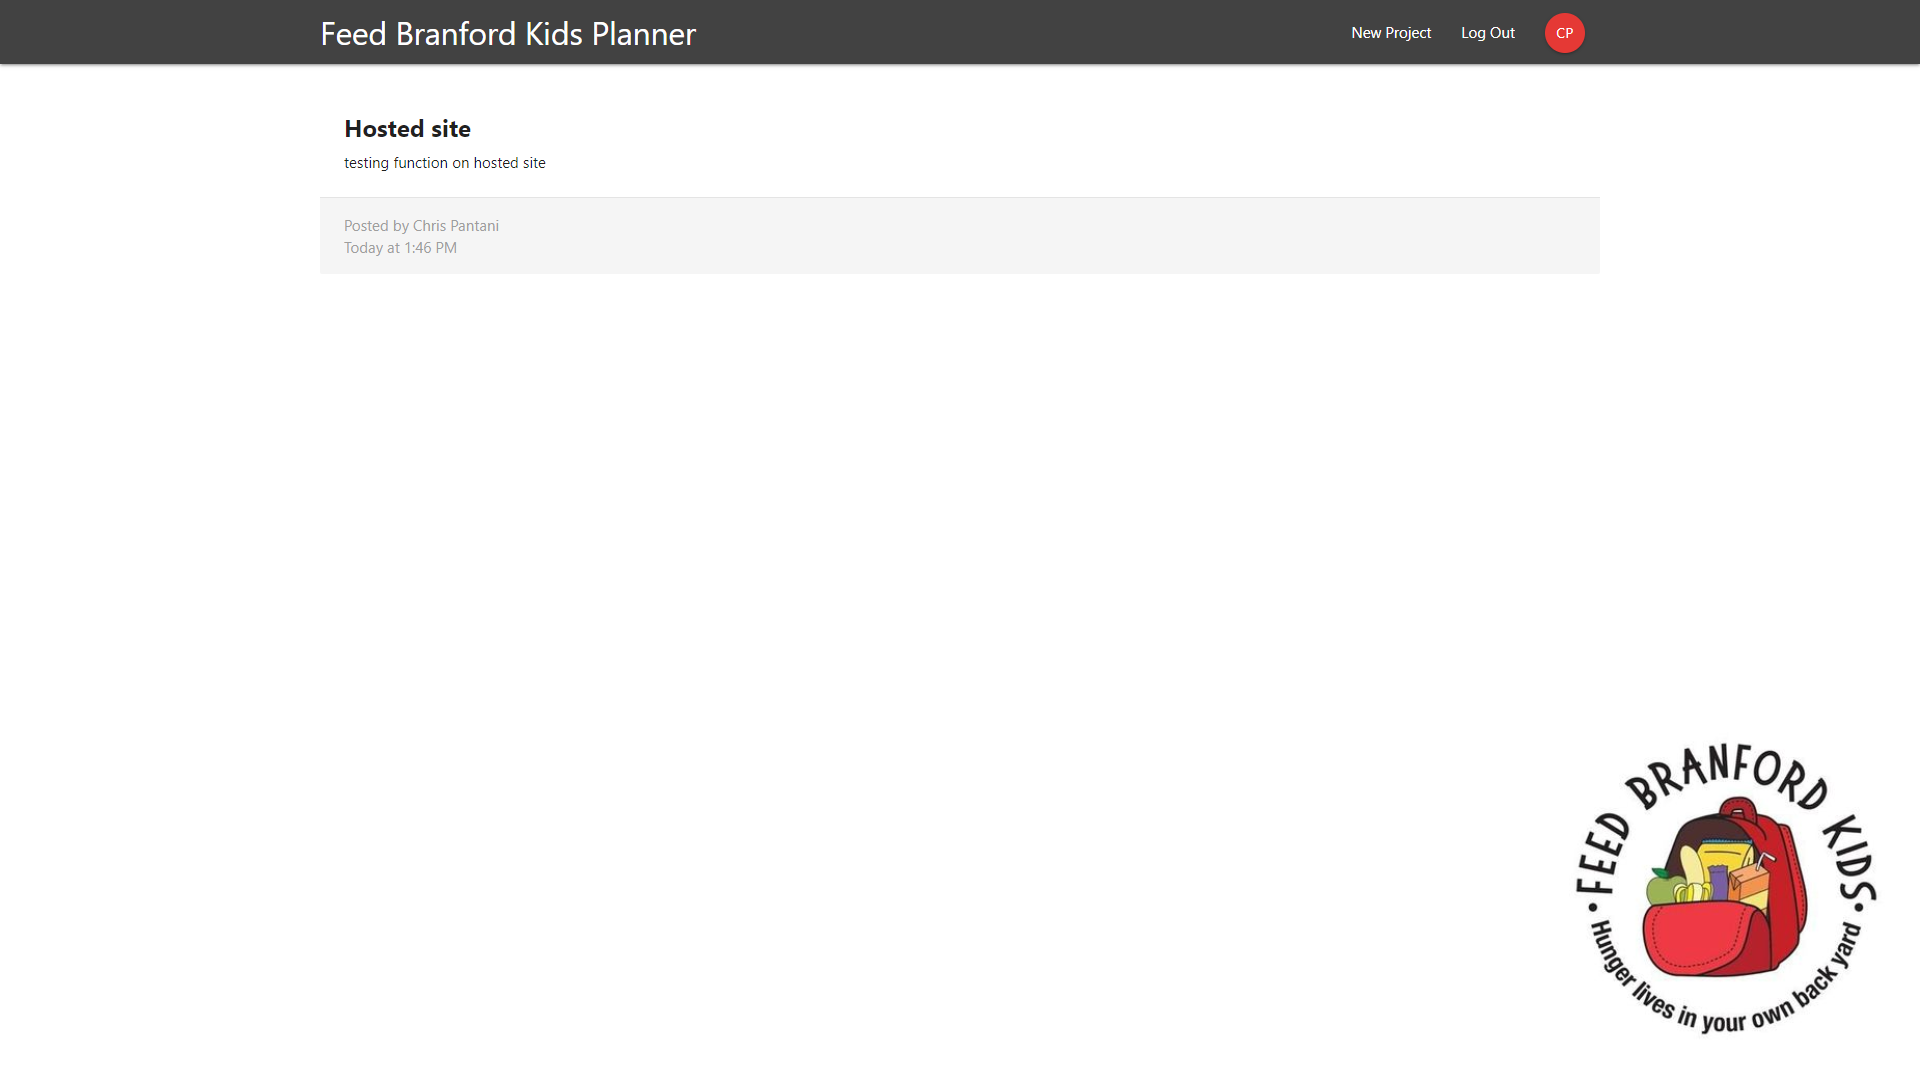 Feed Branford Kids Planner
New Project
Log Out
CP
Hosted site
testing function on hosted site
Posted by Chris Pantani
Today at 1:46 PM
• FEED BRANFORD KIDS •
Hunger lives in your own back yard